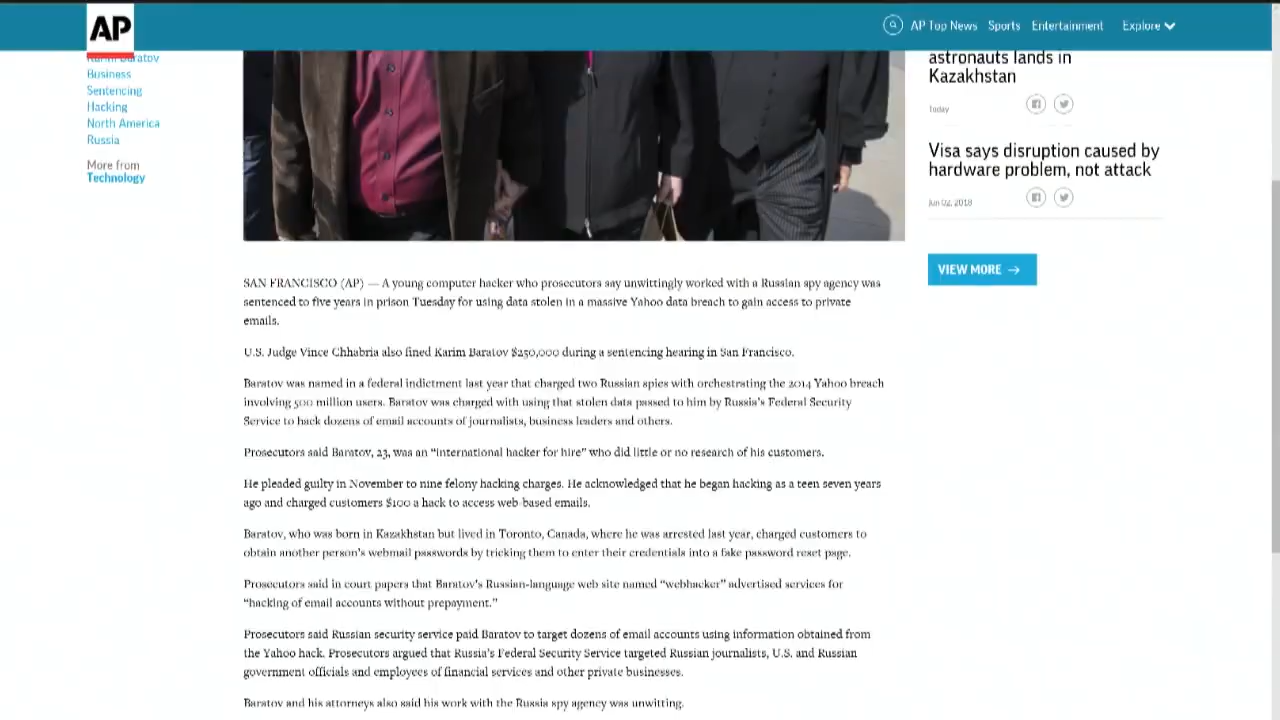 AP
AP Top News
Sports
Entertainment
Explore
Karim Baratov
Business
Sentencing
Hacking
North America
Russia
More from
Technology
astronauts lands in
Kazakhstan
Today
Visa says disruption caused by
hardware problem, not attack
Jun 02, 2018
VIEW MORE →
SAN FRANCISCO (AP) — A young computer hacker who prosecutors say unwittingly worked with a Russian spy agency was
sentenced to five years in prison Tuesday for using data stolen in a massive Yahoo data breach to gain access to private
emails.
U.S. Judge Vince Chhabria also fined Karim Baratov $250,000 during a sentencing hearing in San Francisco.
Baratov was named in a federal indictment last year that charged two Russian spies with orchestrating the 2014 Yahoo breach
involving 500 million users. Baratov was charged with using that stolen data passed to him by Russia's Federal Security
Service to hack dozens of email accounts of journalists, business leaders and others.
Prosecutors said Baratov, 23, was an “international hacker for hire” who did little or no research of his customers.
He pleaded guilty in November to nine felony hacking charges. He acknowledged that he began hacking as a teen seven years
ago and charged customers $100 a hack to access web-based emails.
Baratov, who was born in Kazakhstan but lived in Toronto, Canada, where he was arrested last year, charged customers to
obtain another person's webmail passwords by tricking them to enter their credentials into a fake password reset page.
Prosecutors said in court papers that Baratov's Russian-language web site named “webhacker” advertised services for
“hacking of email accounts without prepayment.”
Prosecutors said Russian security service paid Baratov to target dozens of email accounts using information obtained from
the Yahoo hack. Prosecutors argued that Russia's Federal Security Service targeted Russian journalists, U.S. and Russian
government officials and employees of financial services and other private businesses.
Baratov and his attorneys also said his work with the Russia spy agency was unwitting.